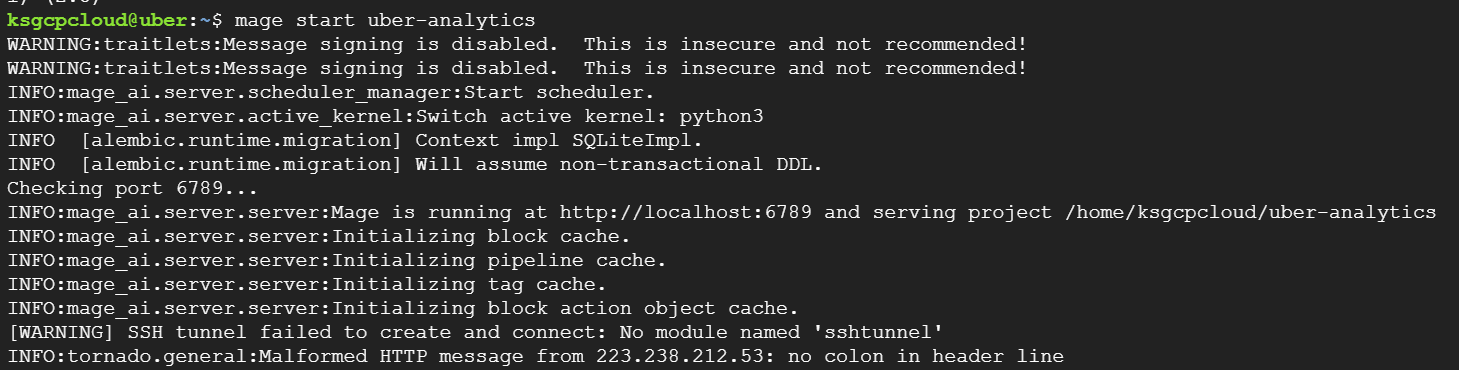 ksgcpcloud@uber:~$ mage start uber-analytics
WARNING:traitlets:Message signing is disabled.  This is insecure and not recommended!
WARNING:traitlets:Message signing is disabled.  This is insecure and not recommended!
INFO:mage_ai.server.scheduler_manager:Start scheduler.
INFO:mage_ai.server.active_kernel:Switch active kernel: python3
INFO  [alembic.runtime.migration] Context impl SQLiteImpl.
INFO  [alembic.runtime.migration] Will assume non-transactional DDL.
Checking port 6789...
INFO:mage_ai.server.server:Mage is running at http://localhost:6789 and serving project /home/ksgcpcloud/uber-analytics
INFO:mage_ai.server.server:Initializing block cache.
INFO:mage_ai.server.server:Initializing pipeline cache.
INFO:mage_ai.server.server:Initializing tag cache.
INFO:mage_ai.server.server:Initializing block action object cache.
[WARNING] SSH tunnel failed to create and connect: No module named 'sshtunnel'
INFO:tornado.general:Malformed HTTP message from 223.238.212.53: no colon in header line